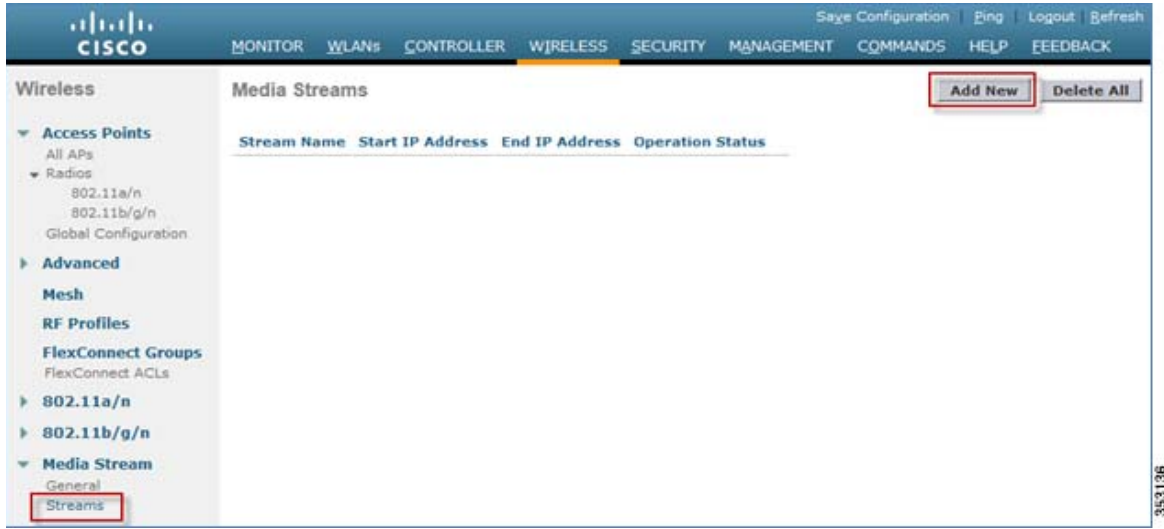 Save Configuration Ping Logout Refresh
CISCO MONITOR WLANs CONTROLLER WIRELESS SECURITY MANAGEMENT COMMANDS HELP FEEDBACK
Wireless
Media Streams
Add New
Delete All
Stream Name Start IP Address End IP Address Operation Status
Access Points
All APs
Radios
802.11a/n
802.11b/g/n
Global Configuration
Advanced
Mesh
RF Profiles
FlexConnect Groups
FlexConnect ACLs
802.11a/n
802.11b/g/n
Media Stream
General
Streams
353136